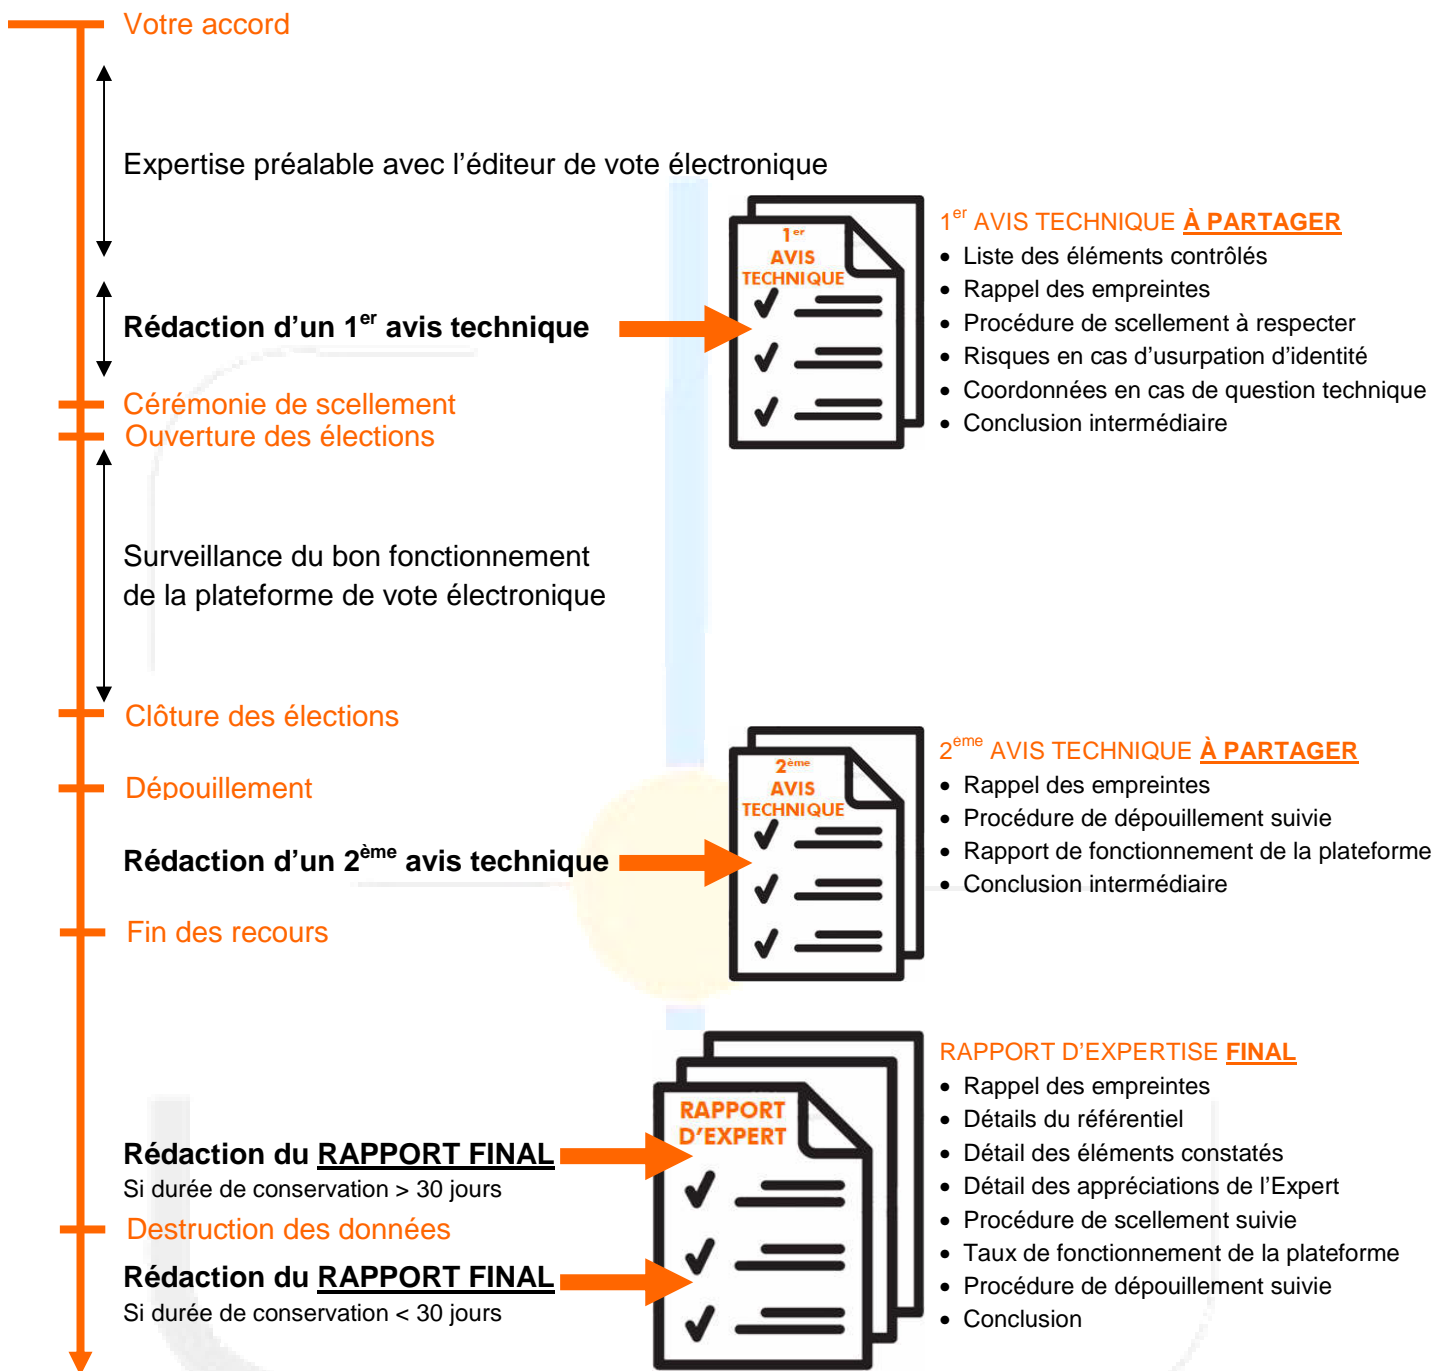 Votre accord
Expertise préalable avec l’éditeur de vote électronique
Rédaction d’un 1er avis technique
Cérémonie de scellement
Ouverture des élections
Surveillance du bon fonctionnement
de la plateforme de vote électronique
Clôture des élections
Dépouillement
Rédaction d’un 2ème avis technique
Fin des recours
Rédaction du RAPPORT FINAL
Si durée de conservation > 30 jours
Destruction des données
Rédaction du RAPPORT FINAL
Si durée de conservation < 30 jours
1er
AVIS
TECHNIQUE
1er AVIS TECHNIQUE À PARTAGER
• Liste des éléments contrôlés
• Rappel des empreintes
• Procédure de scellement à respecter
• Risques en cas d’usurpation d’identité
• Coordonnées en cas de question technique
• Conclusion intermédiaire
2ème
AVIS
TECHNIQUE
2eme AVIS TECHNIQUE À PARTAGER
• Rappel des empreintes
• Procédure de dépouillement suivie
• Rapport de fonctionnement de la plateforme
• Conclusion intermédiaire
RAPPORT
D’EXPERT
RAPPORT D’EXPERTISE FINAL
• Rappel des empreintes
• Détails du référentiel
• Détail des éléments constatés
• Détail des appréciations de l’Expert
• Procédure de scellement suivie
• Taux de fonctionnement de la plateforme
• Procédure de dépouillement suivie
• Conclusion